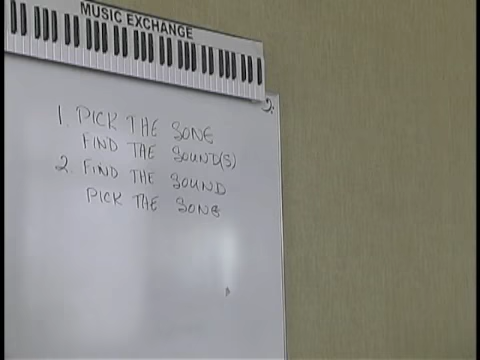 MUSIC EXCHANGE
1. PICK THE SONG
FIND THE SOUND(S)
2. FIND THE SOUND
PICK THE SONG